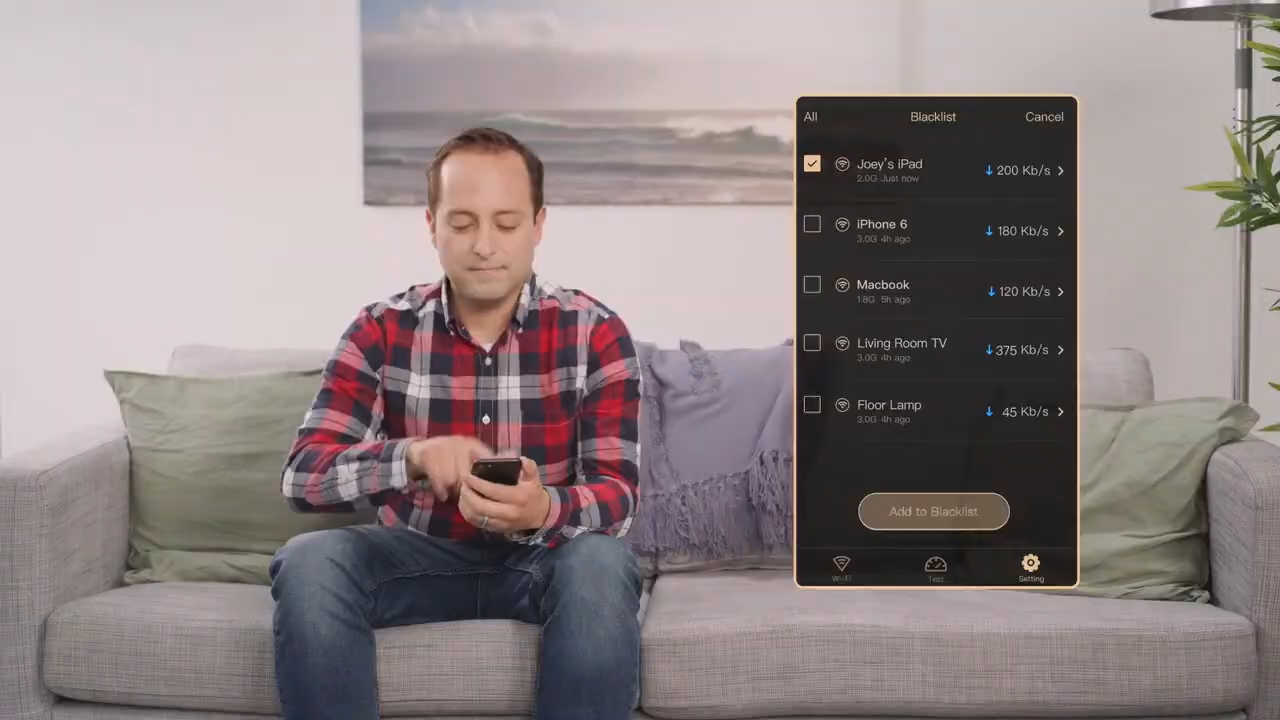 All Blacklist Cancel
Joey's iPad
2.0G Just now
200 Kb/s
iPhone 6
3.0G 4h ago
180 Kb/s
Macbook
1.8G 5h ago
120 Kb/s
Living Room TV
3.0G 4h ago
375 Kb/s
Floor Lamp
3.0G 4h ago
45 Kb/s
Add to Blacklist
Wi-Fi Test Setting